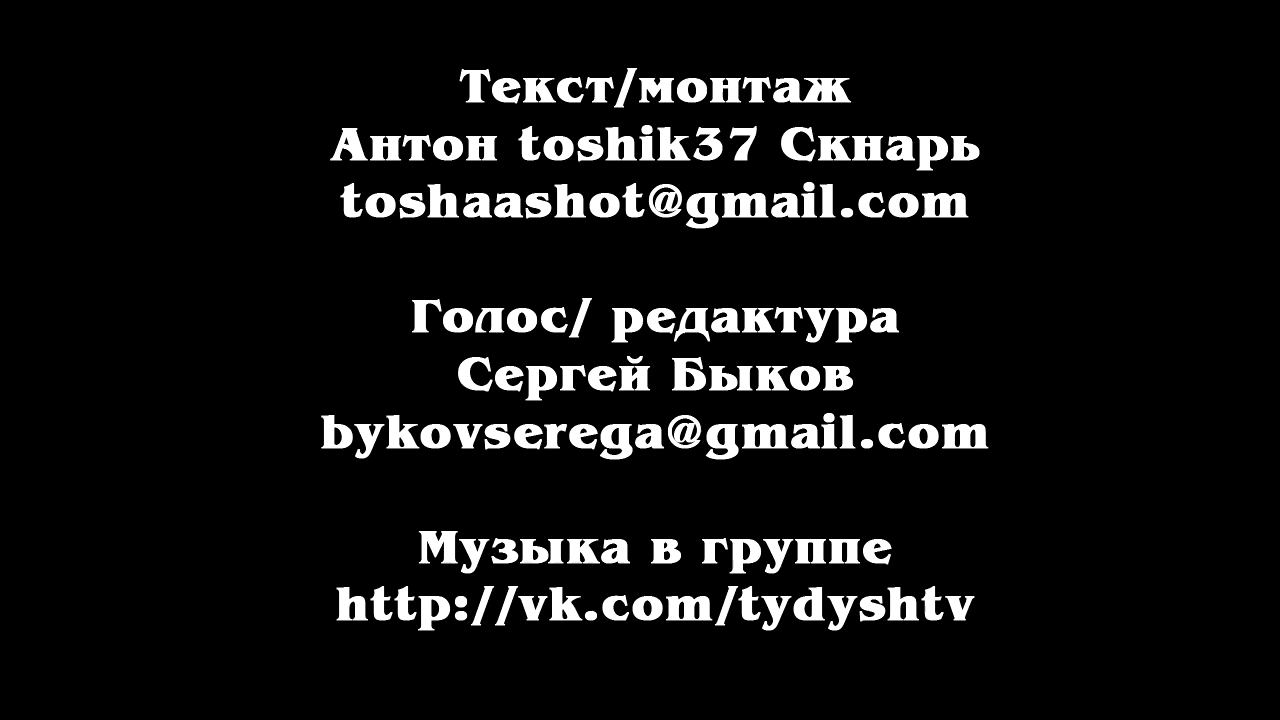 Текст/монтаж
Антон toshik37 Скнарь
toshaashot@gmail.com
Голос/ редактура
Сергей Быков
bykovserega@gmail.com
Музыка в группе
http://vk.com/tydyshtv